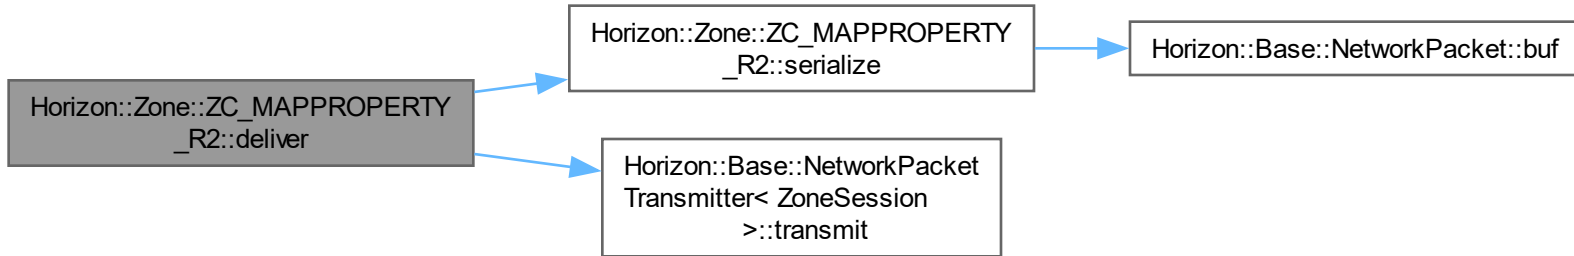 Horizon::Zone::ZC_MAPPROPERTY
_R2::deliver
Horizon::Zone::ZC_MAPPROPERTY
_R2::serialize
Horizon::Base::NetworkPacket::buf
Horizon::Base::NetworkPacket
Transmitter< ZoneSession
>::transmit